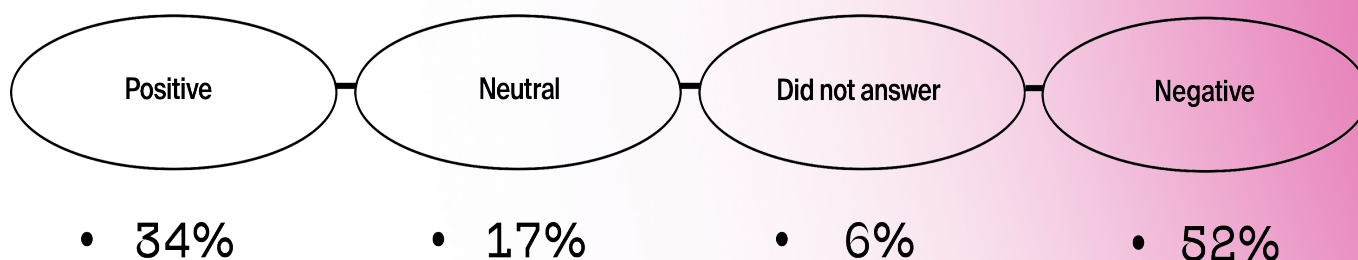 Positive Neutral Did not answer Negative
• 34% • 17% • 6% • 52%